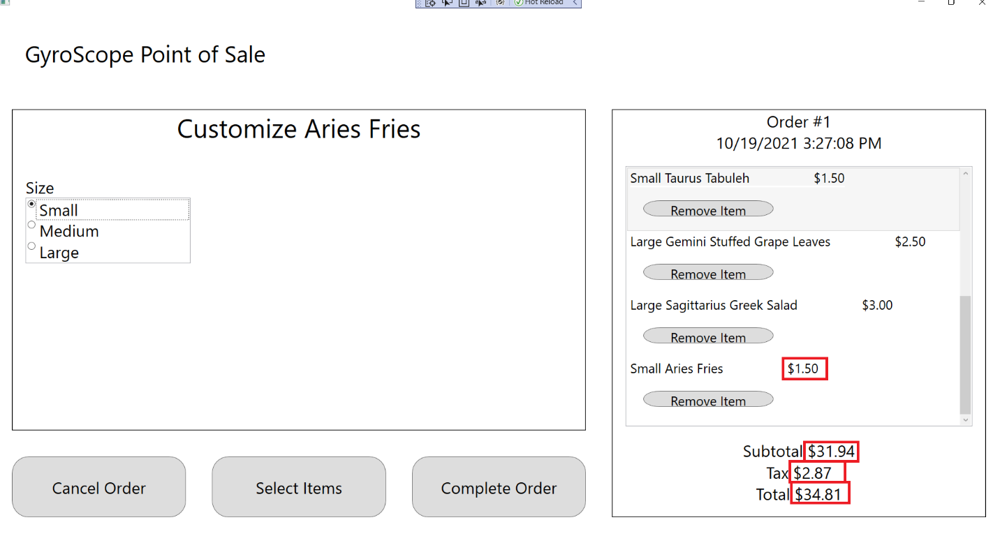 Hot Reload
GyroScope Point of Sale
Customize Aries Fries
Size
Small
Medium
Large
Cancel Order
Select Items
Complete Order
Order #1
10/19/2021 3:27:08 PM
Small Taurus Tabuleh $1.50
Remove Item
Large Gemini Stuffed Grape Leaves $2.50
Remove Item
Large Sagittarius Greek Salad $3.00
Remove Item
Small Aries Fries $1.50
Remove Item
Subtotal $31.94
Tax $2.87
Total $34.81